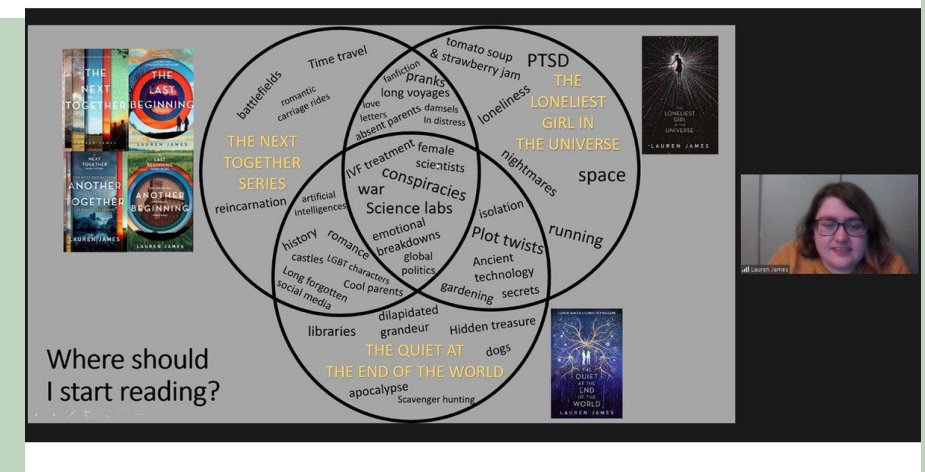 THE
NEXT
TOGETHER
THE
LAST
BEGINNING
NEXT
TOGETHER
ANOTHER
TOGETHER
LAUREN JAMES
LAST
BEGINNING
ANOTHER
BEGINNING
LAUREN JAMES
Time travel
battlefields
romantic
carriage rides
THE NEXT
TOGETHER
SERIES
reincarnation
fanfiction
pranks
long voyages
love
letters
damsels
In distress
absent parents
tomato soup
& strawberry jam
PTSD
THE
LONELIEST
GIRL IN
THE UNIVERSE
loneliness
nightmares
space
running
THE
LONELIEST
GIRL IN THE
UNIVERSE
LAUREN JAMES
IVF treatment
female
scientists
conspiracies
war
Science labs
emotional
breakdowns
global
politics
artificial
intelligences
history
romance
castles
LGBT characters
Long forgotten
social media
Cool parents
isolation
Plot twists
Ancient
technology
gardening
secrets
libraries
dilapidated
grandeur
Hidden treasure
dogs
THE QUIET AT
THE END OF THE WORLD
apocalypse
Scavenger hunting
THE
QUIET
AT THE
END
OF THE
WORLD
LAUREN JAMES
Where should
I start reading?
Lauren James